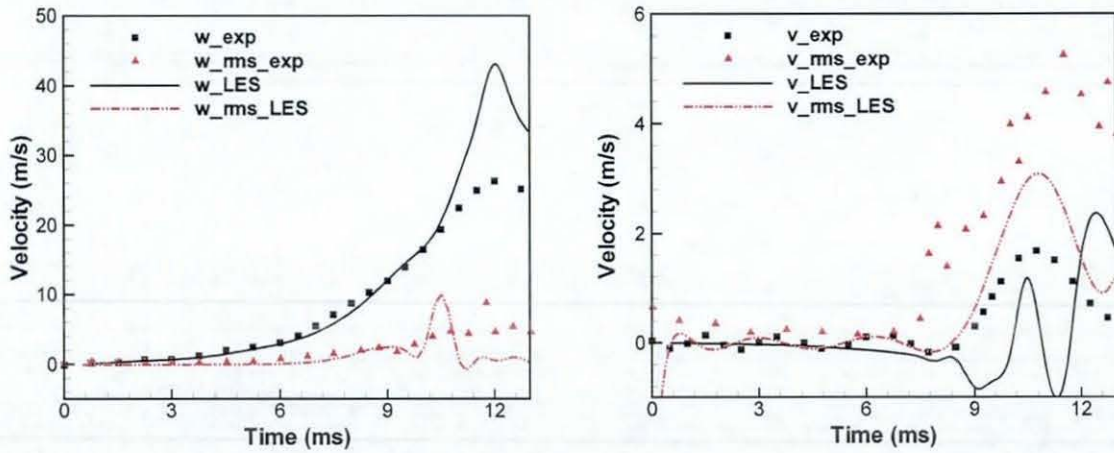 50
40
30
20
10
0
Velocity (m/s)
w_exp
w_rms_exp
w_LES
w_rms_LES
0 3 6 9 12
Time (ms)
6
4
2
0
Velocity (m/s)
v_exp
v_rms_exp
v_LES
v_rms_LES
0 3 6 9 12
Time (ms)